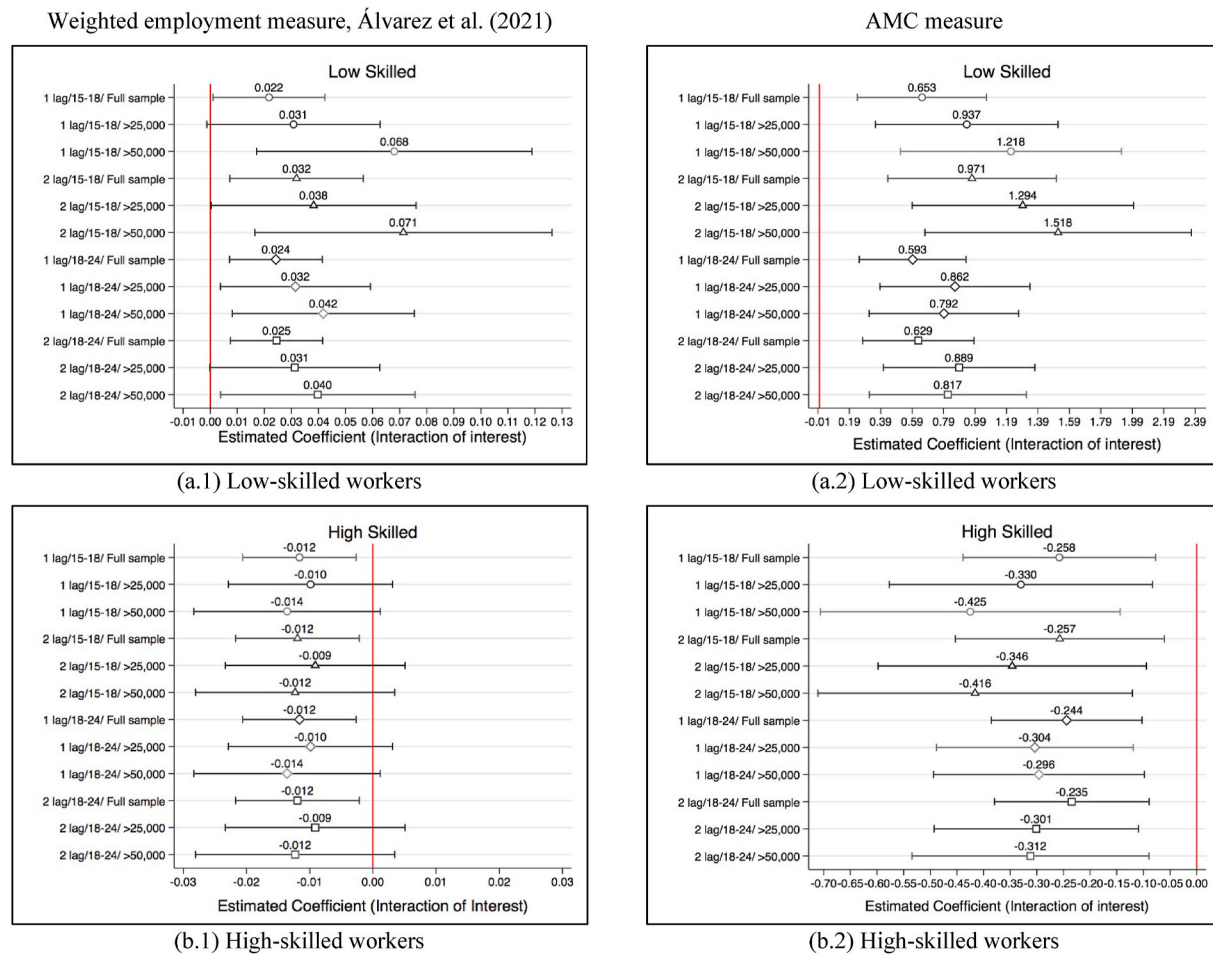 Weighted employment measure, Álvarez et al. (2021)
AMC measure
Low Skilled
1 lag/15-18/ Full sample
0.022
1 lag/15-18/ >25,000
0.031
1 lag/15-18/ >50,000
0.068
2 lag/15-18/ Full sample
0.032
2 lag/15-18/ >25,000
0.038
2 lag/15-18/ >50,000
0.071
1 lag/18-24/ Full sample
0.024
1 lag/18-24/ >25,000
0.032
1 lag/18-24/ >50,000
0.042
2 lag/18-24/ Full sample
0.025
2 lag/18-24/ >25,000
0.031
2 lag/18-24/ >50,000
0.040
-0.01 0.00 0.01 0.02 0.03 0.04 0.05 0.06 0.07 0.08 0.09 0.10 0.12 0.13
Estimated Coefficient (Interaction of interest)
(a.1) Low-skilled workers
Low Skilled
1 lag/15-18/ Full sample
0.653
1 lag/15-18/ >25,000
0.937
1 lag/15-18/ >50,000
1.218
2 lag/15-18/ Full sample
0.971
2 lag/15-18/ >25,000
1.294
2 lag/15-18/ >50,000
1.518
1 lag/18-24/ Full sample
0.593
1 lag/18-24/ >25,000
0.862
1 lag/18-24/ >50,000
0.792
2 lag/18-24/ Full sample
0.629
2 lag/18-24/ >25,000
0.889
2 lag/18-24/ >50,000
0.817
-0.01 0.19 0.39 0.59 0.79 0.99 1.19 1.39 1.59 1.79 1.99 2.19 2.39
Estimated Coefficient (Interaction of interest)
(a.2) Low-skilled workers
High Skilled
1 lag/15-18/ Full sample
-0.012
1 lag/15-18/ >25,000
-0.010
1 lag/15-18/ >50,000
-0.014
2 lag/15-18/ Full sample
-0.012
2 lag/15-18/ >25,000
-0.009
2 lag/15-18/ >50,000
-0.012
1 lag/18-24/ Full sample
-0.012
1 lag/18-24/ >25,000
-0.010
1 lag/18-24/ >50,000
-0.014
2 lag/18-24/ Full sample
-0.012
2 lag/18-24/ >25,000
-0.009
2 lag/18-24/ >50,000
-0.012
-0.03 -0.02 -0.01 0.00 0.01 0.03
Estimated Coefficient (Interaction of Interest)
(b.1) High-skilled workers
High Skilled
1 lag/15-18/ Full sample
-0.258
1 lag/15-18/ >25,000
-0.330
1 lag/15-18/ >50,000
-0.425
2 lag/15-18/ Full sample
-0.257
2 lag/15-18/ >25,000
-0.346
2 lag/15-18/ >50,000
-0.416
1 lag/18-24/ Full sample
-0.244
1 lag/18-24/ >25,000
-0.304
1 lag/18-24/ >50,000
-0.296
2 lag/18-24/ Full sample
-0.235
2 lag/18-24/ >25,000
-0.301
2 lag/18-24/ >50,000
-0.312
-0.70-0.65-0.60-0.55-0.50-0.45-0.40-0.35-0.30-0.25-0.20-0.15-0.10-0.05 0.00
Estimated Coefficient (Interaction of interest)
(b.2) High-skilled workers